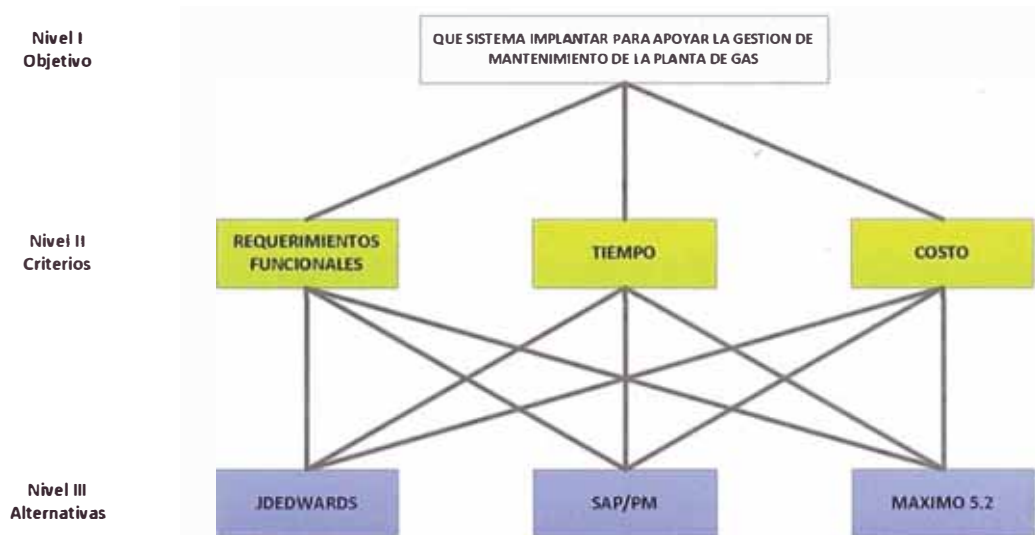 Nivel I
Objetivo
QUE SISTEMA IMPLANTAR PARA APOYAR LA GESTION DE
MANTENIMIENTO DE LA PLANTA DE GAS
Nivel II
Criterios
REQUERIMIENTOS
FUNCIONALES
TIEMPO
COSTO
Nivel III
Alternativas
JDEDWARDS
SAP/PM
MAXIMO 5.2